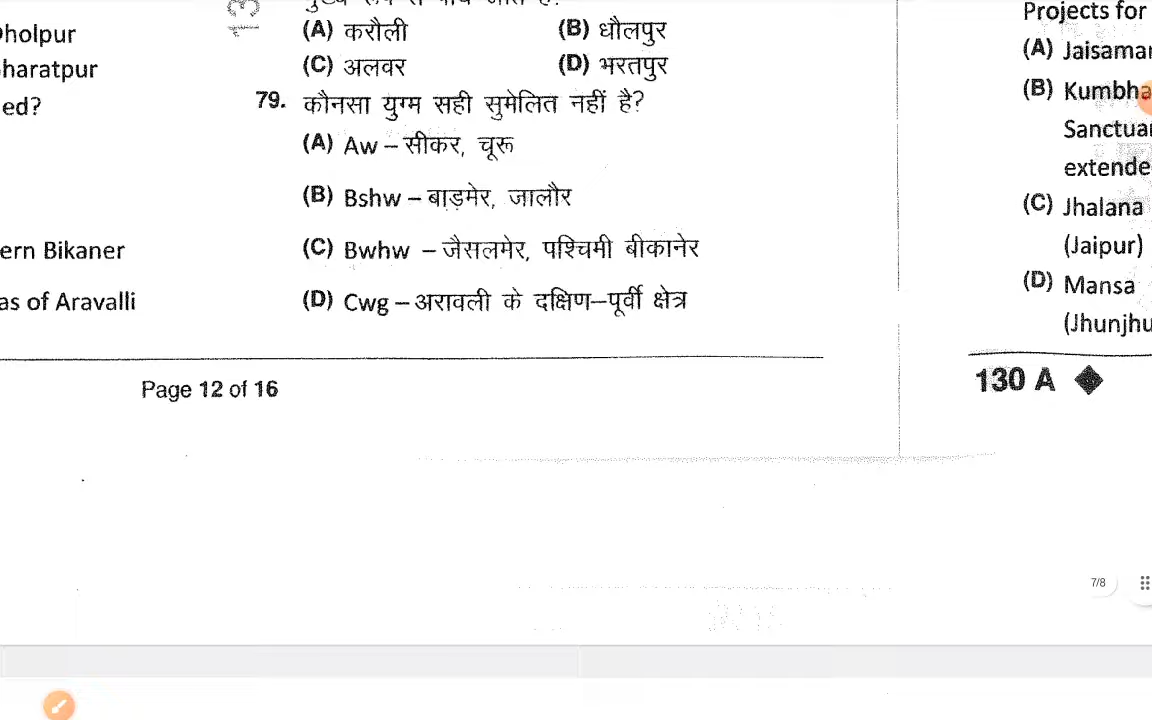 holpur
haratpur
ed?
ern Bikaner
as of Aravalli
(A) करौली (B) धौलपुर
(C) अलवर (D) भरतपुर
79. कौनसा युग्म सही सुमेलित नहीं है?
(A) Aw – सीकर, चूरू
(B) Bshw – बाड़मेर, जालौर
(C) Bwhw – जैसलमेर, पश्चिमी बीकानेर
(D) Cwg – अरावली के दक्षिण–पूर्वी क्षेत्र
Page 12 of 16
Projects for
(A) Jaisamar
(B) Kumbha
Sanctuar
extende
(C) Jhalana
(Jaipur)
(D) Mansa
(Jhunjhu
130 A
7/8